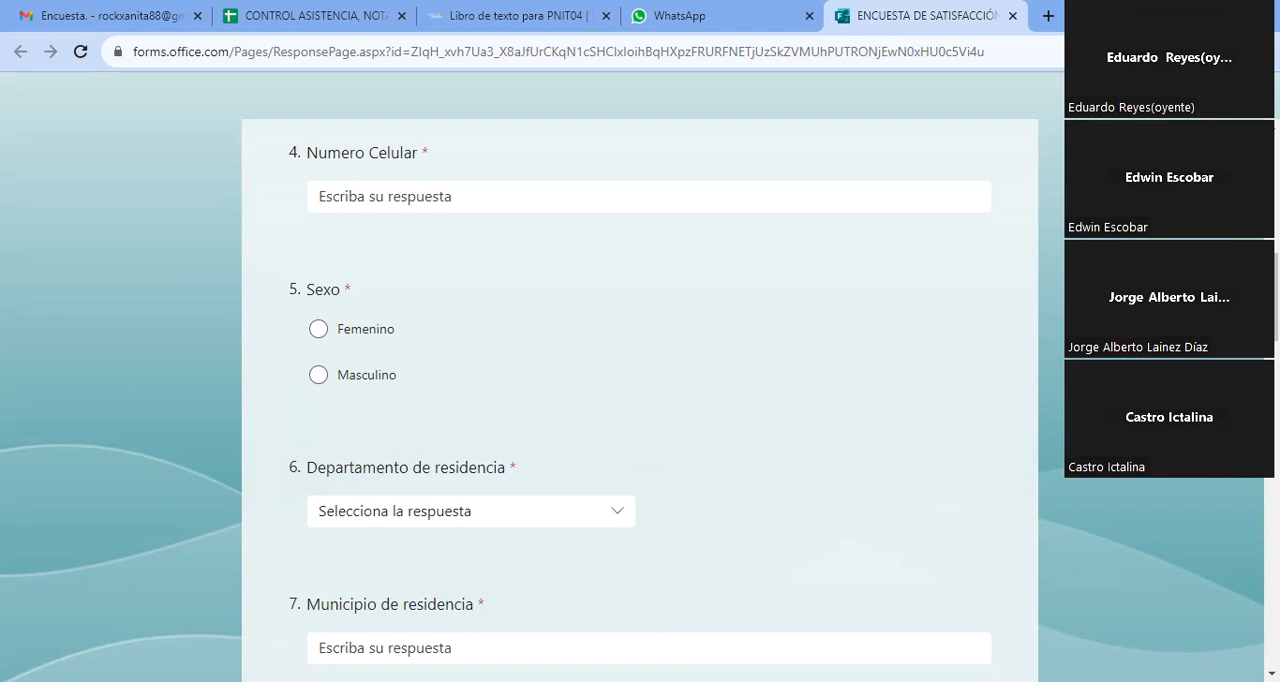 Encuesta. - rockxanita88@gm
CONTROL ASISTENCIA, NOTA
Libro de texto para PNIT04 |
WhatsApp
ENCUESTA DE SATISFACCIÓN
forms.office.com/Pages/ResponsePage.aspx?id=ZIqH_xvh7Ua3_X8aJfUrCKqN1cSHCIxIoihBqHXpzFRURFNETjUzSkZVMUhPUTRONjEwN0xHU0c5Vi4u
4. Numero Celular *
Escriba su respuesta
5. Sexo *
Femenino
Masculino
6. Departamento de residencia *
Selecciona la respuesta
7. Municipio de residencia *
Escriba su respuesta
Eduardo Reyes(oy...
Eduardo Reyes(oyente)
Edwin Escobar
Edwin Escobar
Jorge Alberto Lai...
Jorge Alberto Lainez Díaz
Castro Ictalina
Castro Ictalina